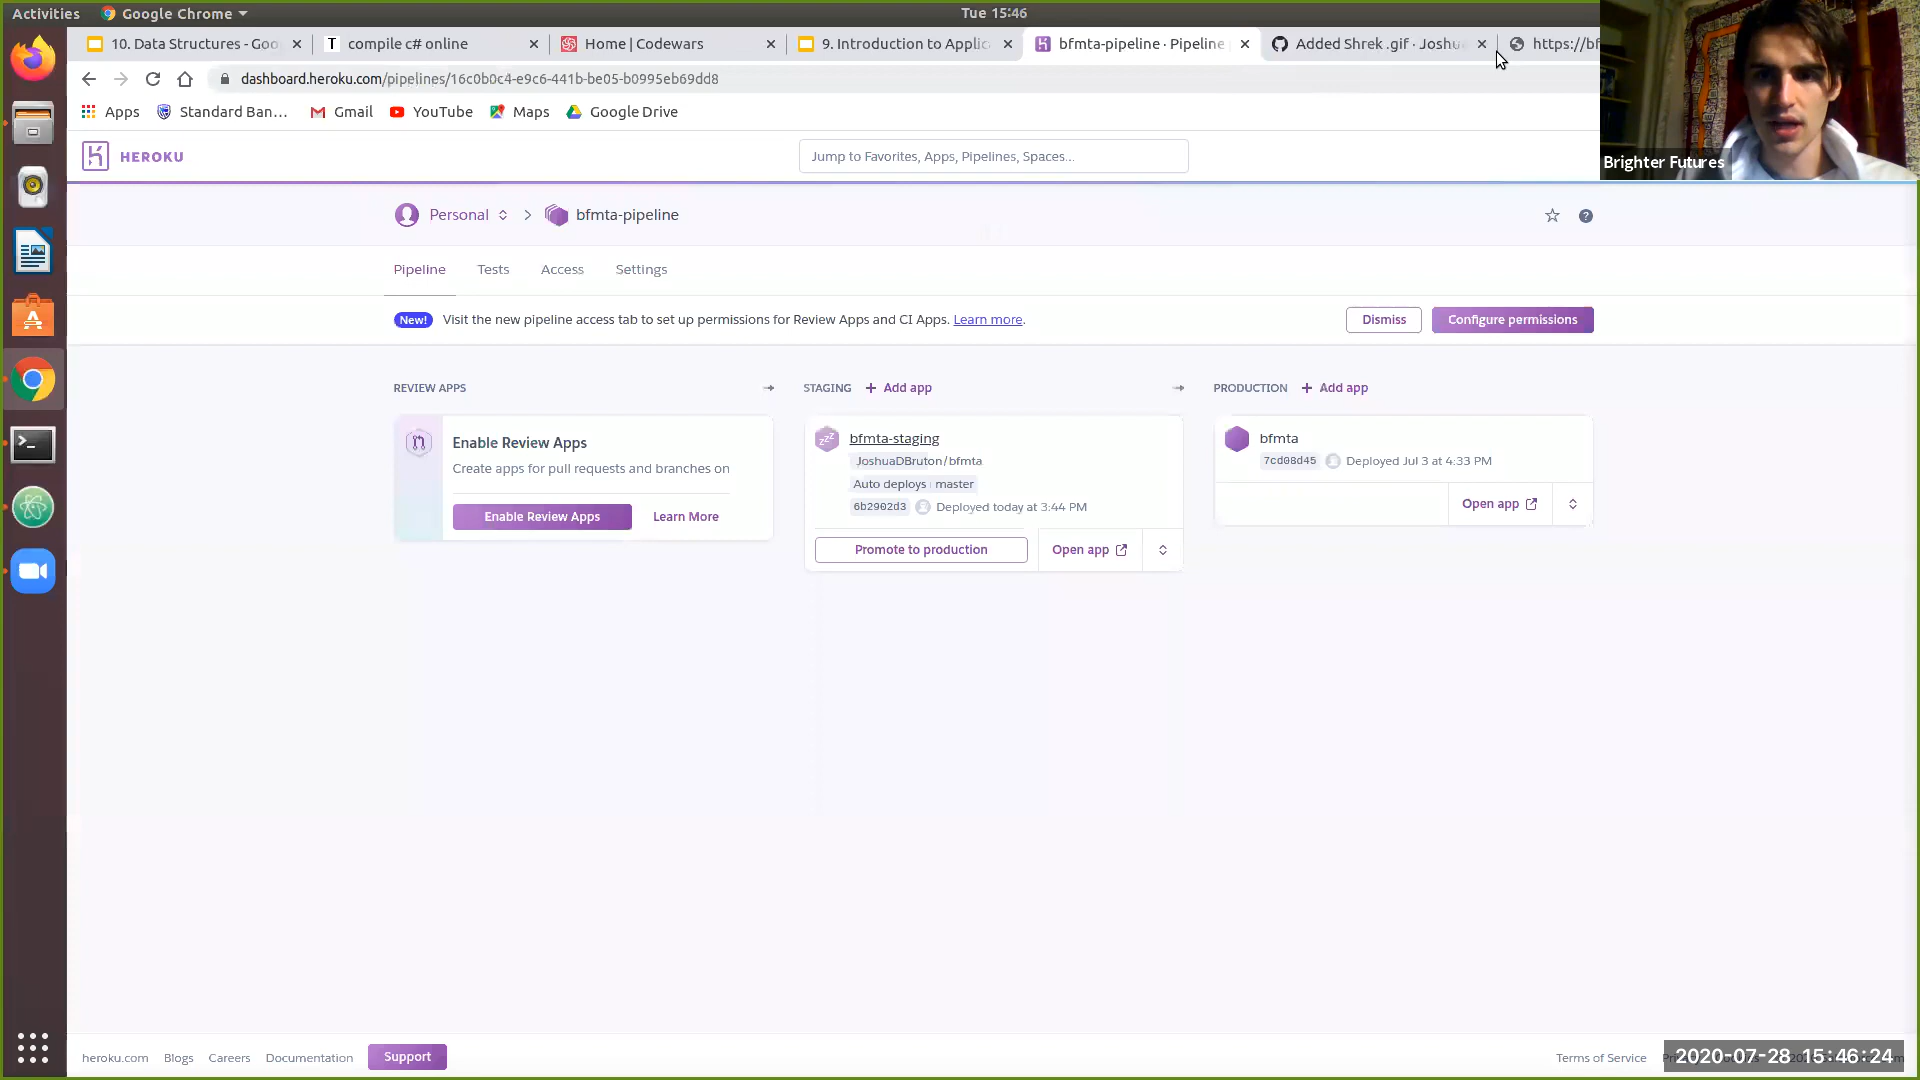 Activities
Google Chrome
Tue 15:46
10. Data Structures - Goo
compile c# online
Home | Codewars
9. Introduction to Applic
bfmta-pipeline · Pipeline
Added Shrek .gif · Joshu
https://bf
dashboard.heroku.com/pipelines/16c0b0c4-e9c6-441b-be05-b0995eb69dd8
Apps
Standard Ban...
Gmail
YouTube
Maps
Google Drive
HEROKU
Jump to Favorites, Apps, Pipelines, Spaces...
Brighter Futures
Personal
bfmta-pipeline
Pipeline
Tests
Access
Settings
New!
Visit the new pipeline access tab to set up permissions for Review Apps and CI Apps. Learn more.
Dismiss
Configure permissions
REVIEW APPS
Enable Review Apps
Create apps for pull requests and branches on
Enable Review Apps
Learn More
STAGING
Add app
bfmta-staging
JoshuaDBruton/bfmta
Auto deploys master
6b2902d3
Deployed today at 3:44 PM
Promote to production
Open app
PRODUCTION
Add app
bfmta
7cd08d45
Deployed Jul 3 at 4:33 PM
Open app
heroku.com
Blogs
Careers
Documentation
Support
Terms of Service
2020-07-28 15:46:24